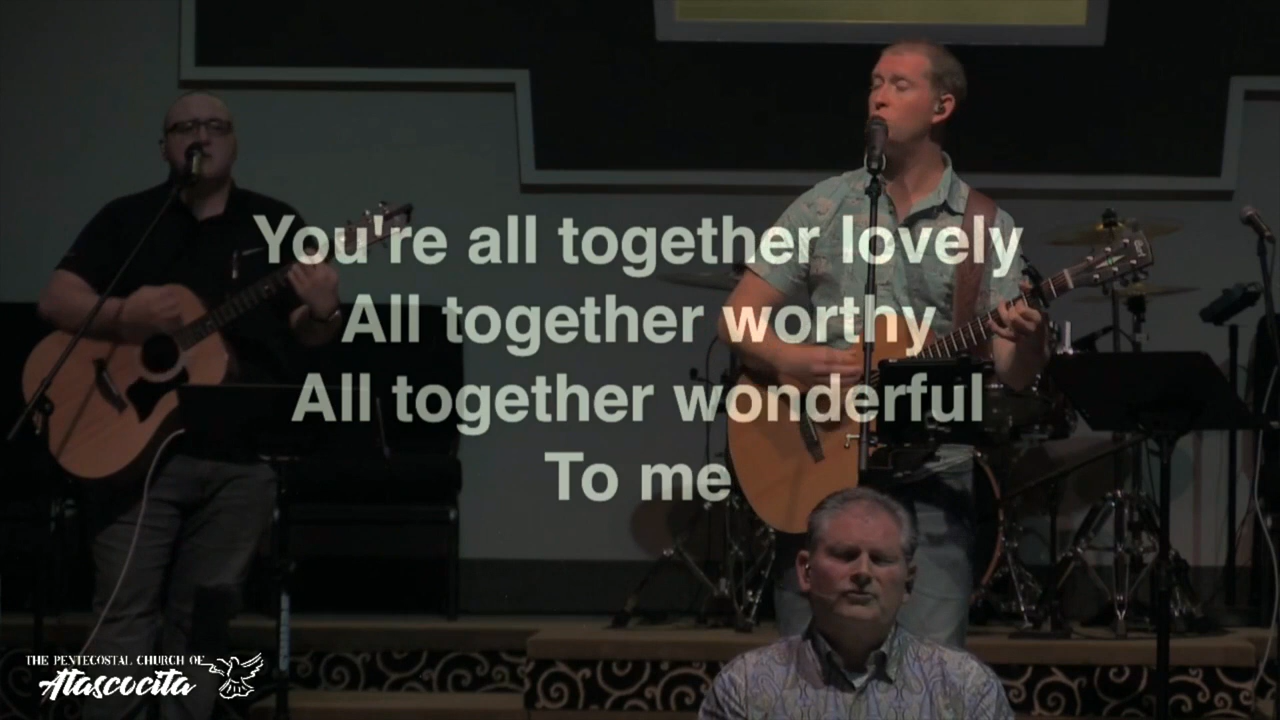 You're all together lovely
All together worthy
All together wonderful
To me
THE PENTECOSTAL CHURCH OF
Atascocita